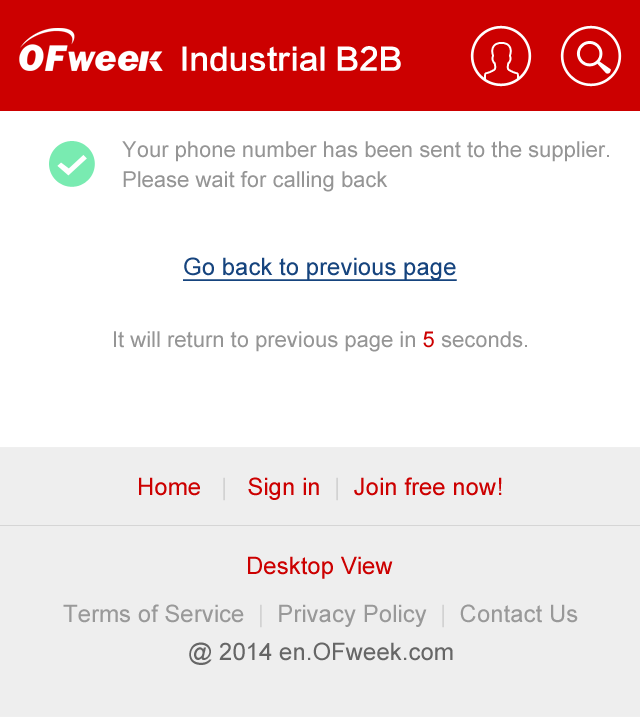 OFweek Industrial B2B
Your phone number has been sent to the supplier.
Please wait for calling back
Go back to previous page
It will return to previous page in 5 seconds.
Home | Sign in | Join free now!
Desktop View
Terms of Service | Privacy Policy | Contact Us
@ 2014 en.OFweek.com